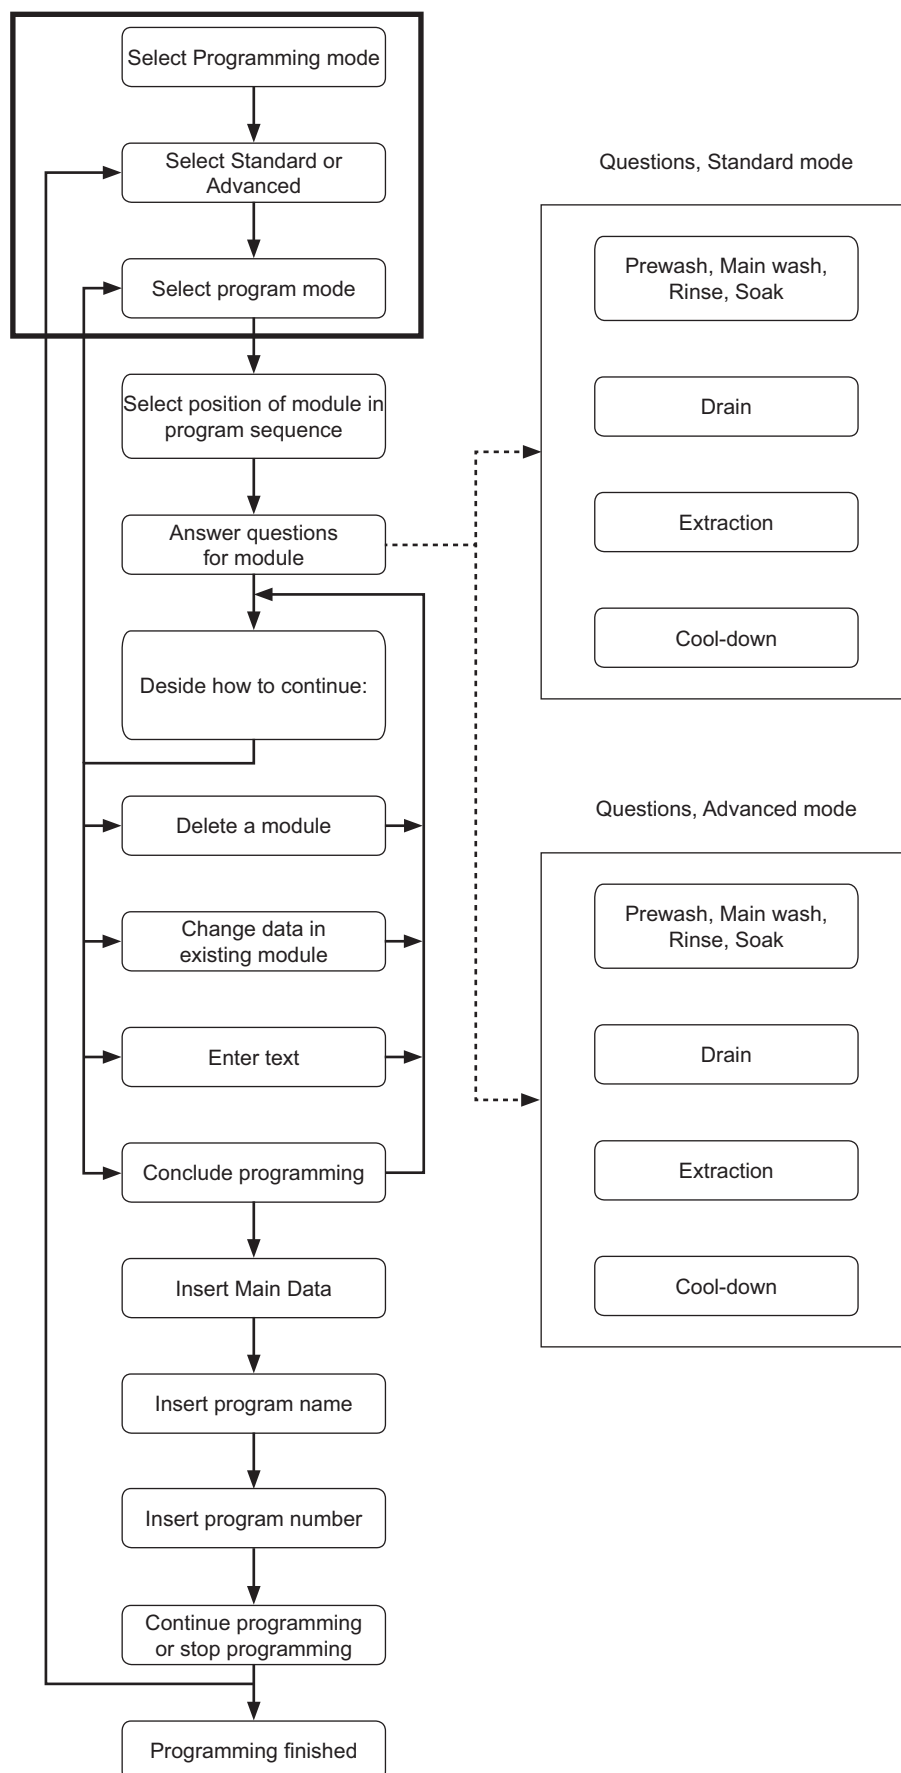 Select Programming mode
Select Standard or
Advanced
Select program mode
Select position of module in
program sequence
Answer questions
for module
Deside how to continue:
Delete a module
Change data in
existing module
Enter text
Conclude programming
Insert Main Data
Insert program name
Insert program number
Continue programming
or stop programming
Programming finished
Questions, Standard mode
Prewash, Main wash,
Rinse, Soak
Drain
Extraction
Cool-down
Questions, Advanced mode
Prewash, Main wash,
Rinse, Soak
Drain
Extraction
Cool-down